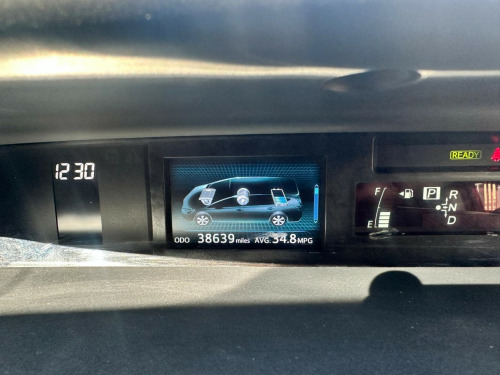 12:30
READY
F
P
R
N
E
D
ODO 38639 miles AVG. 34.8 MPG